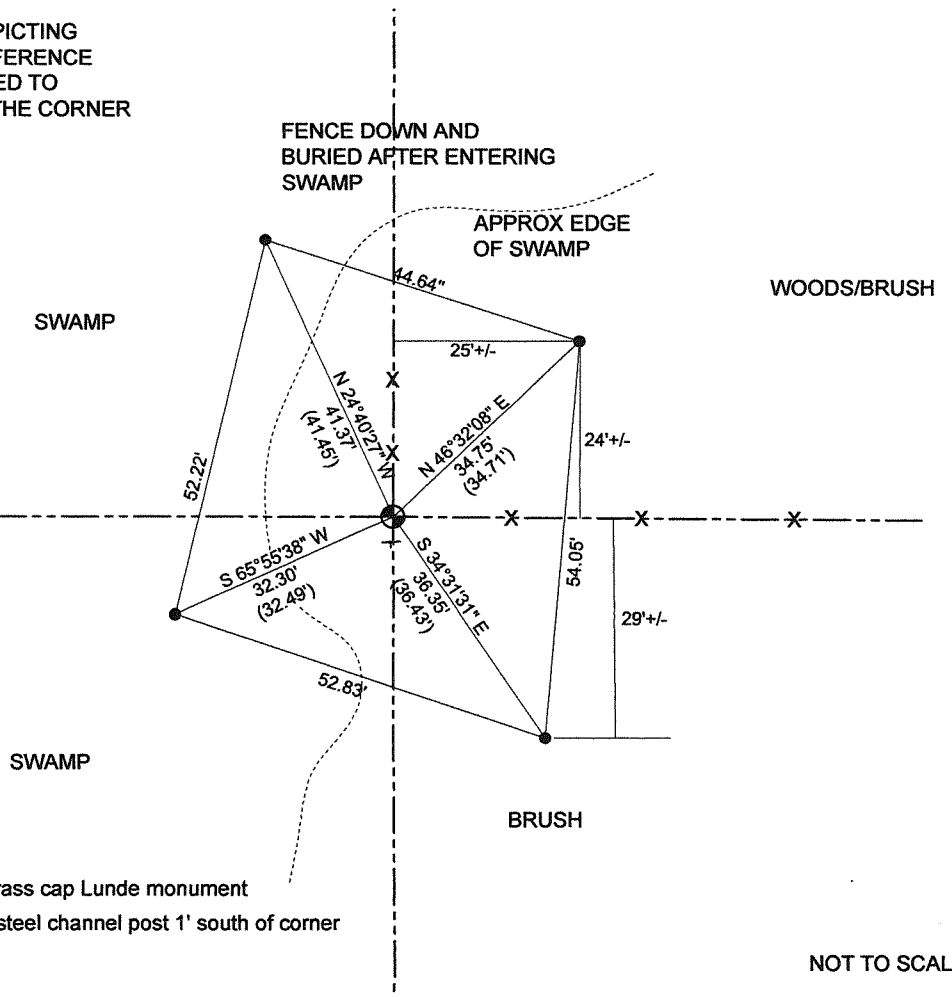 PICTING
FERENCE
ED TO
THE CORNER
FENCE DOWN AND
BURIED AFTER ENTERING
SWAMP
APPROX EDGE
OF SWAMP
WOODS/BRUSH
SWAMP
44.64"
25'+/-
X
N 24°40'27" W
41.37'
(41.45')
N 46°32'08" E
34.75'
(34.71')
24'+/-
X
52.22'
X
X
X
S 65°55'38" W
32.30'
(32.49')
S 34°31'31" E
36.35'
(36.43')
54.05'
29'+/-
52.83'
SWAMP
BRUSH
rass cap Lunde monument
steel channel post 1' south of corner
NOT TO SCAL